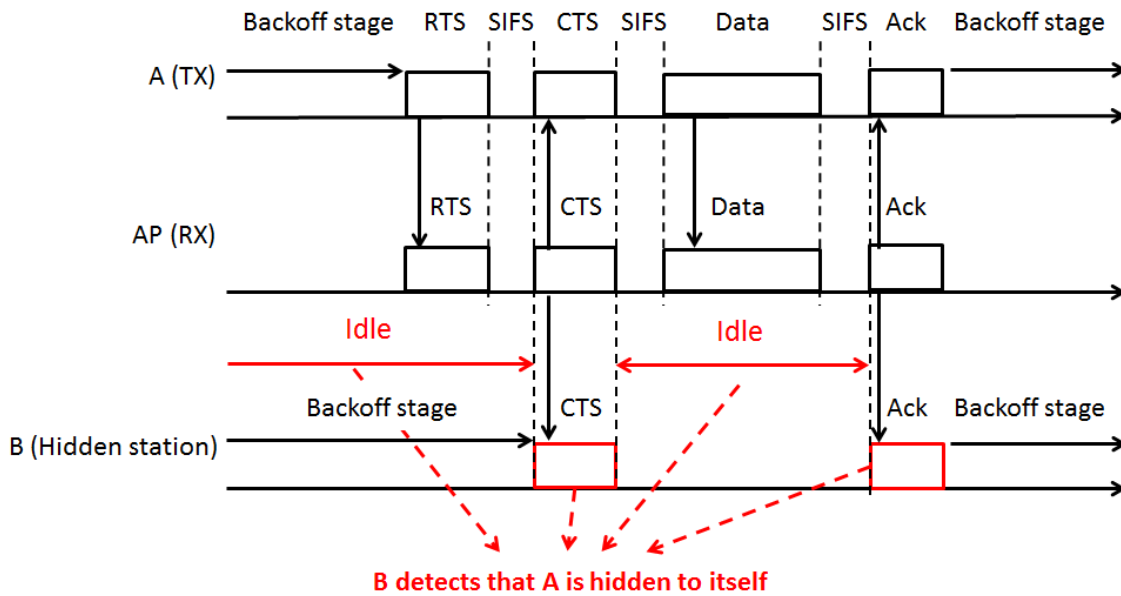 Backoff stage RTS SIFS CTS SIFS Data SIFS Ack Backoff stage
A (TX)
RTS CTS Data Ack
AP (RX)
Idle Idle
Backoff stage CTS Ack Backoff stage
B (Hidden station)
B detects that A is hidden to itself